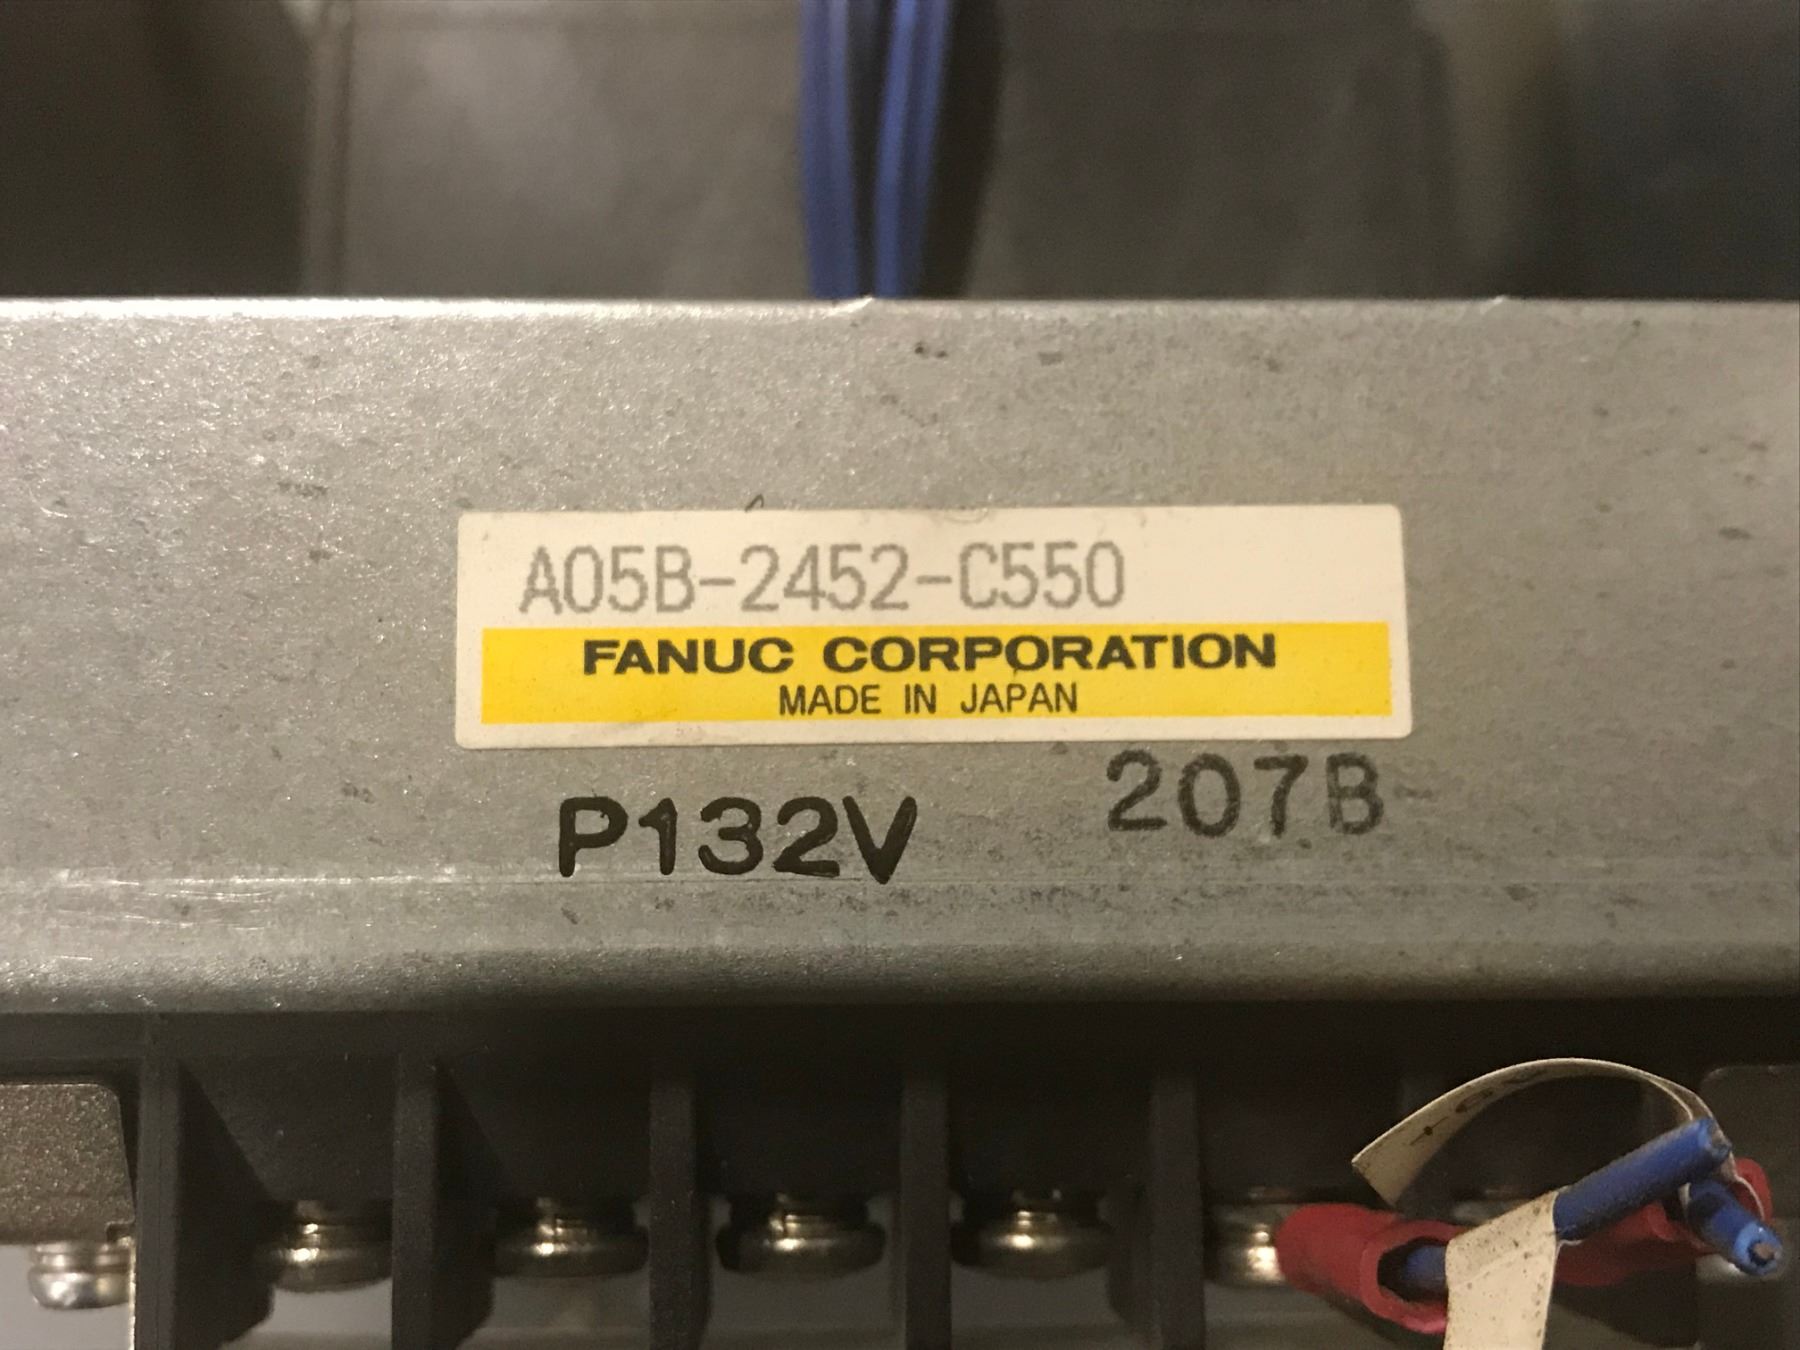 A05B-2452-C550
FANUC CORPORATION
MADE IN JAPAN
P132V
207B